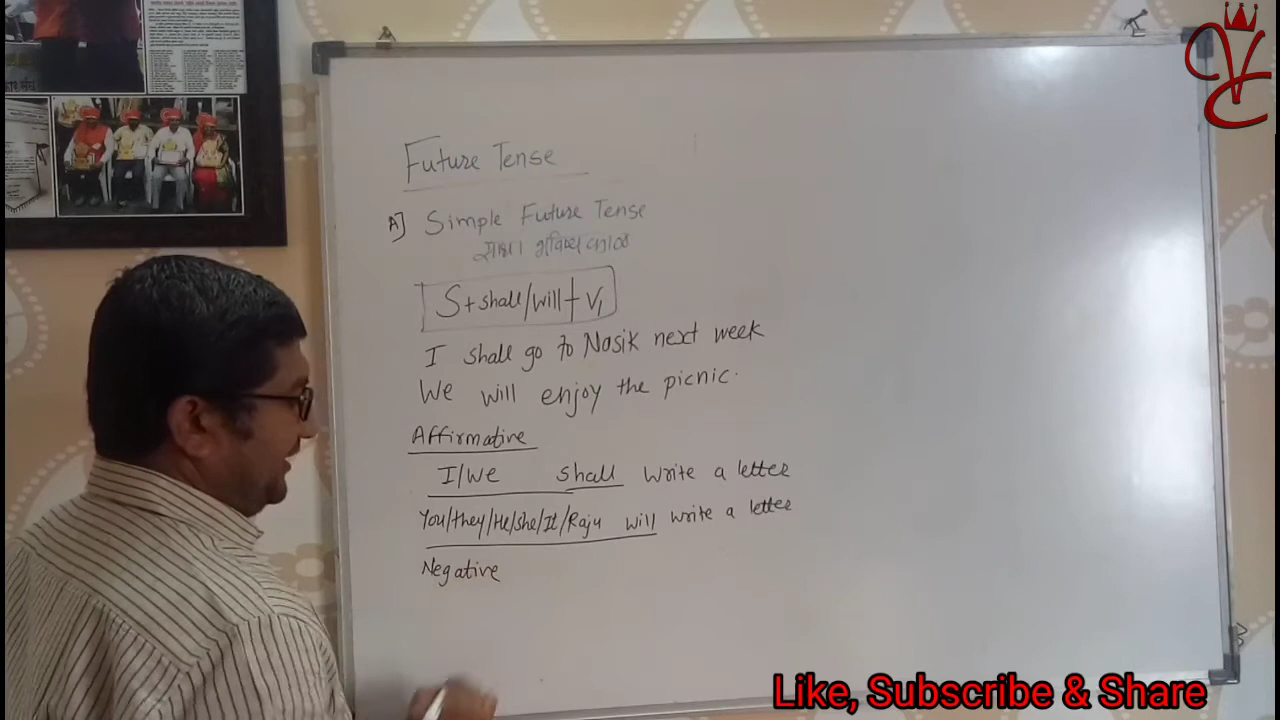 Future Tense
A] Simple Future Tense
साधा भविष्य काळ
S+shall/will+V1
I shall go to Nasik next week
We will enjoy the picnic.
Affirmative
I/We shall write a letter
You/they/He/she/It/Raju will write a letter
Negative
Like, Subscribe & Share